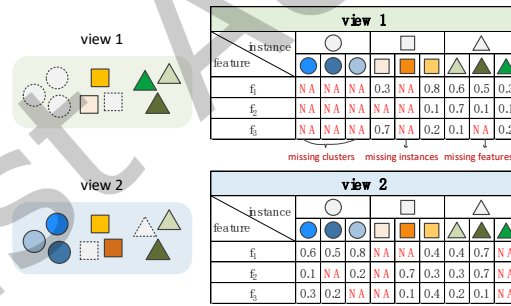 view 1
view 1
instance
feature
f₁ NA NA NA 0.3 NA 0.8 0.6 0.5 0.3
f₂ NA NA NA NA NA 0.1 0.7 0.1 0.1
f₃ NA NA NA 0.7 NA 0.2 0.1 NA 0.2
missing clusters missing instances missing features
view 2
view 2
instance
feature
f₁ 0.6 0.5 0.8 NA NA 0.4 0.4 0.7 NA
f₂ 0.1 NA 0.2 NA 0.7 0.3 0.3 0.7 NA
f₃ 0.3 0.2 NA NA 0.1 0.4 0.2 0.1 NA